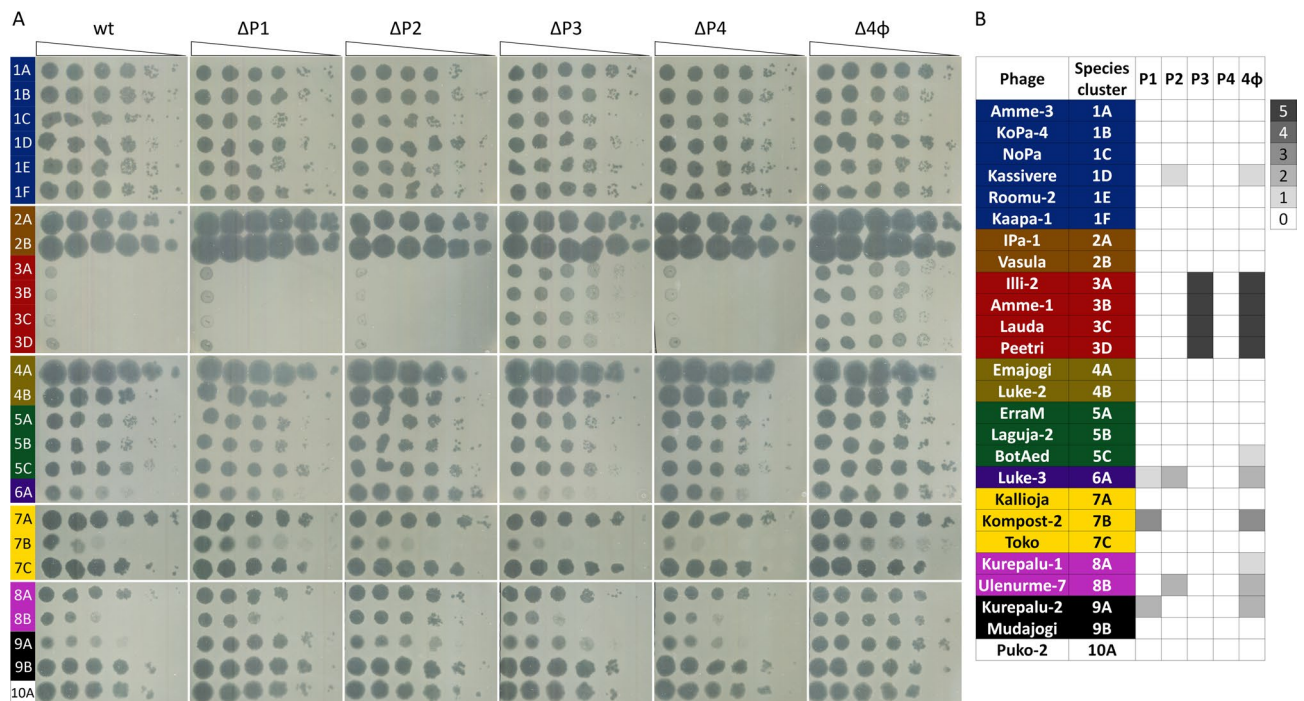 A
wt ΔP1 ΔP2 ΔP3 ΔP4 Δ4ϕ
1A
1B
1C
1D
1E
1F
2A
2B
3A
3B
3C
3D
4A
4B
5A
5B
5C
6A
7A
7B
7C
8A
8B
9A
9B
10A
B
Phage Species cluster P1 P2 P3 P4 4ϕ
Amme-3 1A
KoPa-4 1B
NoPa 1C
Kassivere 1D
Roomu-2 1E
Kaapa-1 1F
IPa-1 2A
Vasula 2B
Illi-2 3A
Amme-1 3B
Lauda 3C
Peetri 3D
Emajogi 4A
Luke-2 4B
ErraM 5A
Laguja-2 5B
BotAed 5C
Luke-3 6A
Kallioja 7A
Kompost-2 7B
Toko 7C
Kurepalu-1 8A
Ulenurme-7 8B
Kurepalu-2 9A
Mudajogi 9B
Puko-2 10A
5
4
3
2
1
0